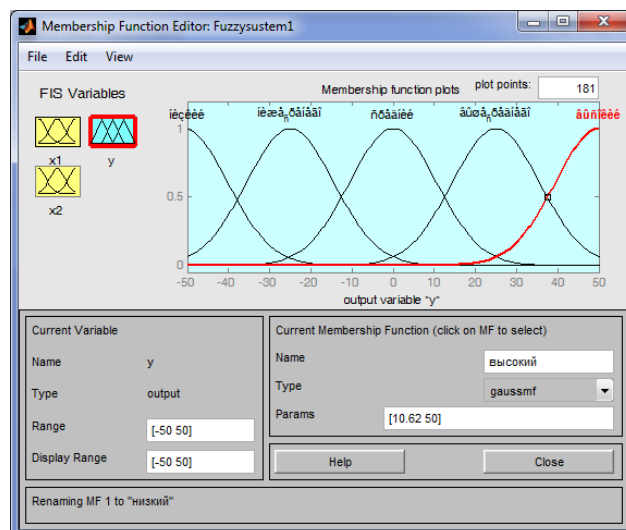 Membership Function Editor: Fuzzysustem1
File Edit View
FIS Variables
x1
y
x2
Membership function plots
plot points:
181
íèçêèé
íèæå_ñðåíåãî
ñðåäíèé
âûøå_ñðåäíåãî
âûñîêèé
1
0.5
0
-50 -40 -30 -20 -10 0 10 20 30 40 50
output variable "y"
Current Variable
Name
y
Type
output
Range
[-50 50]
Display Range
[-50 50]
Current Membership Function (click on MF to select)
Name
высокий
Type
gaussmf
Params
[10.62 50]
Help
Close
Renaming MF 1 to "низкий"